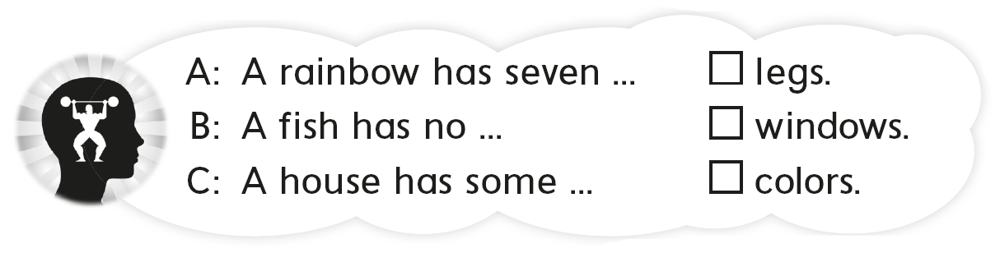 A: A rainbow has seven ... legs.
B: A fish has no ... windows.
C: A house has some ... colors.